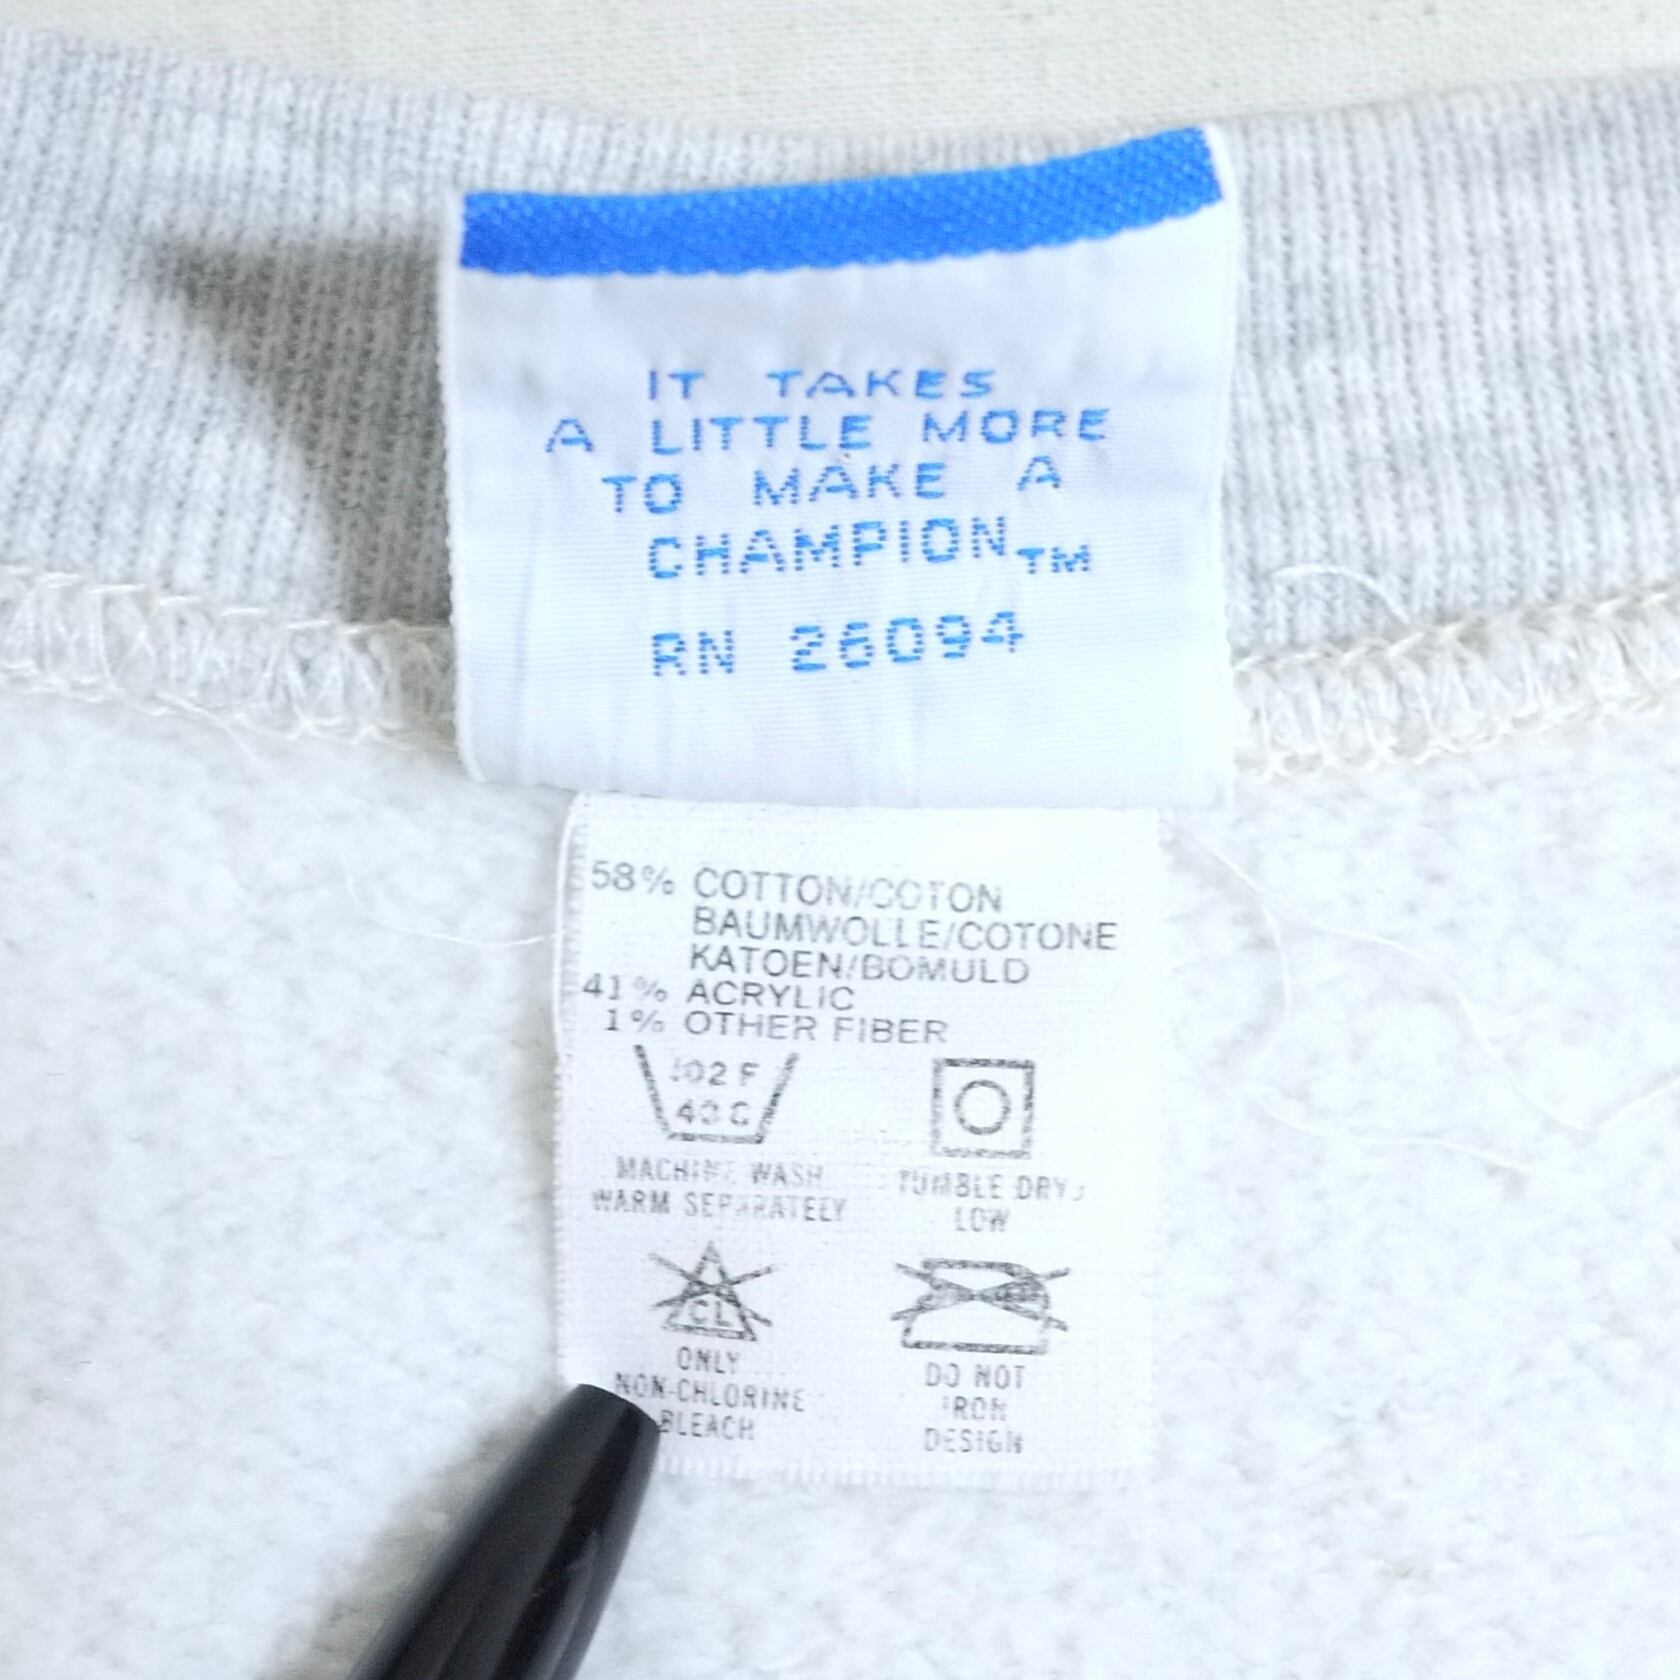 IT TAKES
A LITTLE MORE
TO MAKE A
CHAMPION™
RN 26094
58% COTTON/COTON
BAUMWOLLE/COTONE
KATOEN/BOMULD
41% ACRYLIC
1% OTHER FIBER
102 F
40 C
MACHINE WASH
WARM SEPARATELY
TUMBLE DRY
LOW
CL
ONLY
NON-CHLORINE
BLEACH
DO NOT
IRON
DESIGN